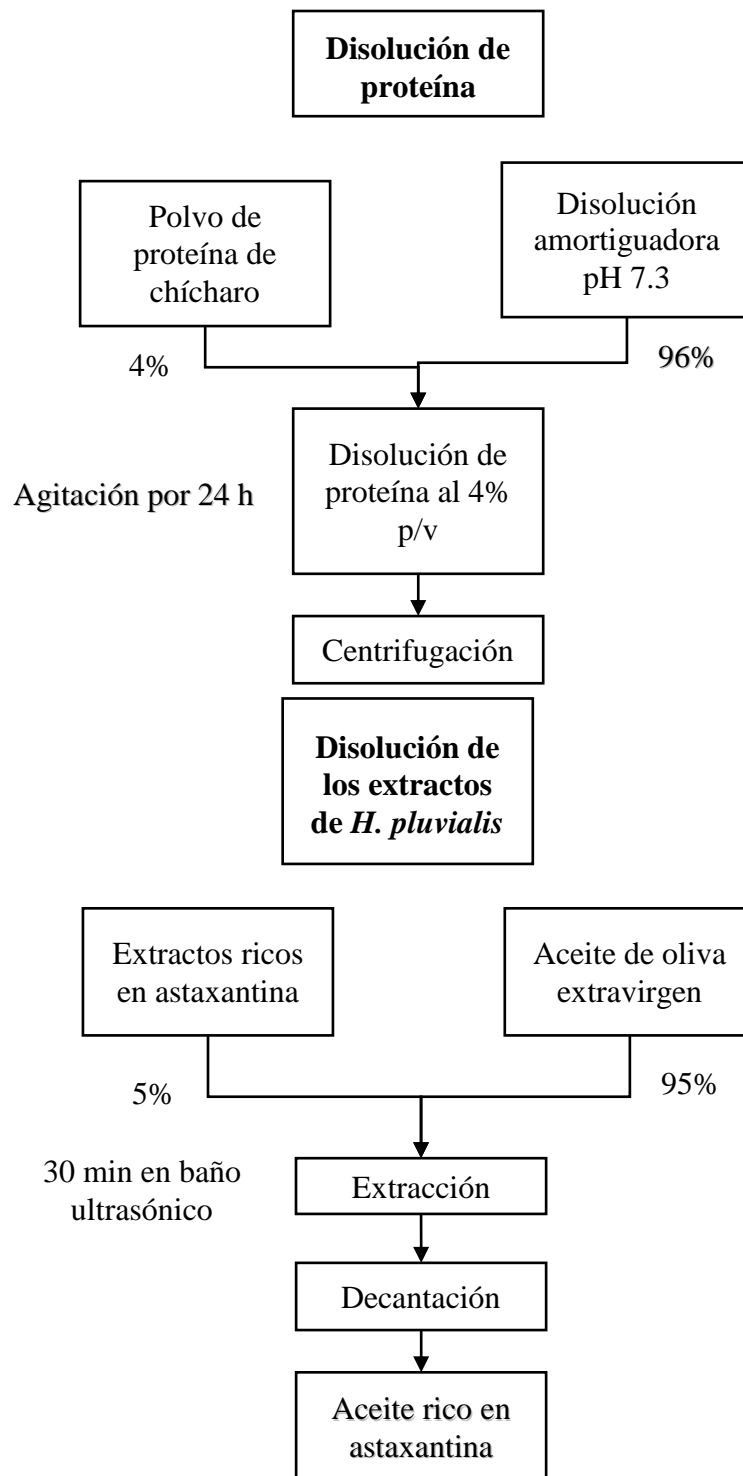 Disolución de
proteína
Polvo de
proteína de
chícharo
Disolución
amortiguadora
pH 7.3
4%
96%
Agitación por 24 h
Disolución de
proteína al 4%
p/v
Centrifugación
Disolución de
los extractos
de H. pluvialis
Extractos ricos
en astaxantina
Aceite de oliva
extravirgen
5%
95%
30 min en baño
ultrasónico
Extracción
Decantación
Aceite rico en
astaxantina